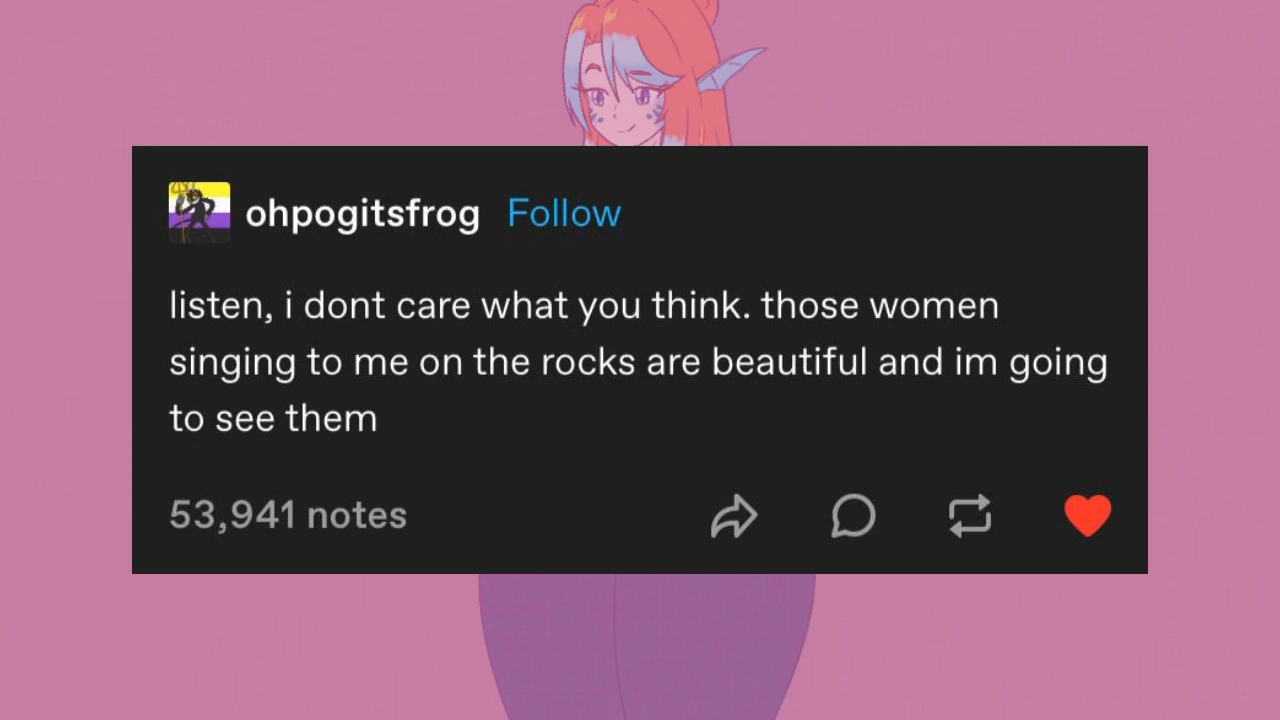 ohpogitsfrog Follow
listen, i dont care what you think. those women
singing to me on the rocks are beautiful and im going
to see them
53,941 notes